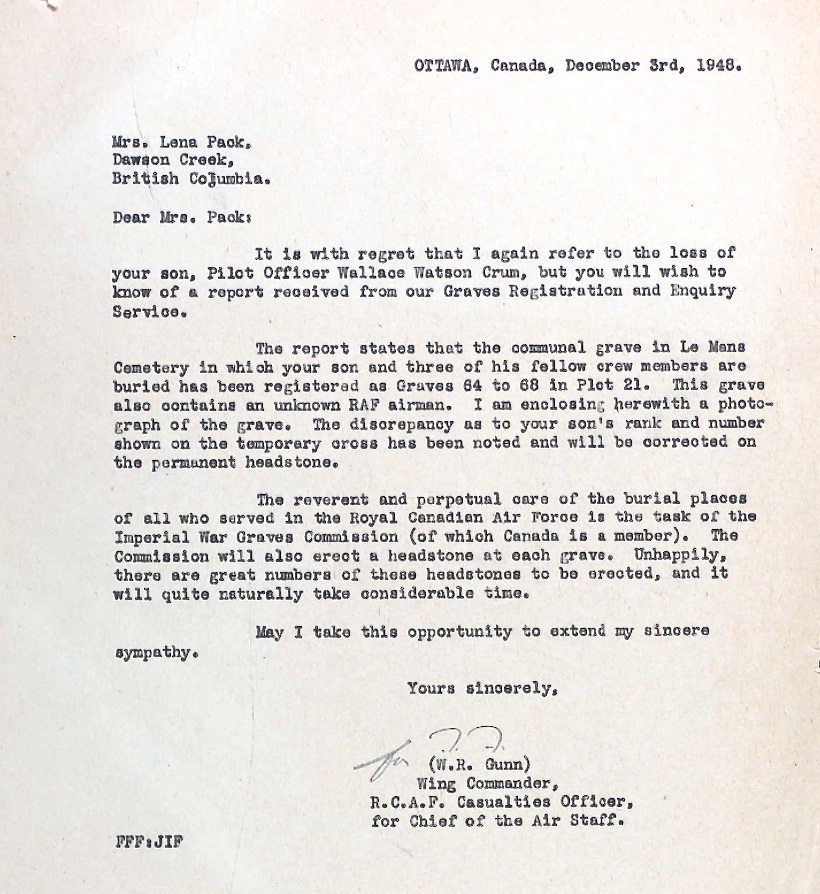 OTTAWA, Canada, December 3rd, 1948.
Mrs. Lena Pack,
Dawson Creek,
British Columbia.
Dear Mrs. Pack:
It is with regret that I again refer to the loss of
your son, Pilot Officer Wallace Watson Crum, but you will wish to
know of a report received from our Graves Registration and Enquiry
Service.
The report states that the communal grave in Le Mans
Cemetery in which your son and three of his fellow crew members are
buried has been registered as Graves 64 to 68 in Plot 21. This grave
also contains an unknown RAF airman. I am enclosing herewith a photo-
graph of the grave. The discrepancy as to your son's rank and number
shown on the temporary cross has been noted and will be corrected on
the permanent headstone.
The reverent and perpetual care of the burial places
of all who served in the Royal Canadian Air Force is the task of the
Imperial War Graves Commission (of which Canada is a member). The
Commission will also erect a headstone at each grave. Unhappily,
there are great numbers of these headstones to be erected, and it
will quite naturally take considerable time.
May I take this opportunity to extend my sincere
sympathy.
Yours sincerely,
for
(W.R. Gunn)
Wing Commander,
R.C.A.F. Casualties Officer,
for Chief of the Air Staff.
FFF:JIF